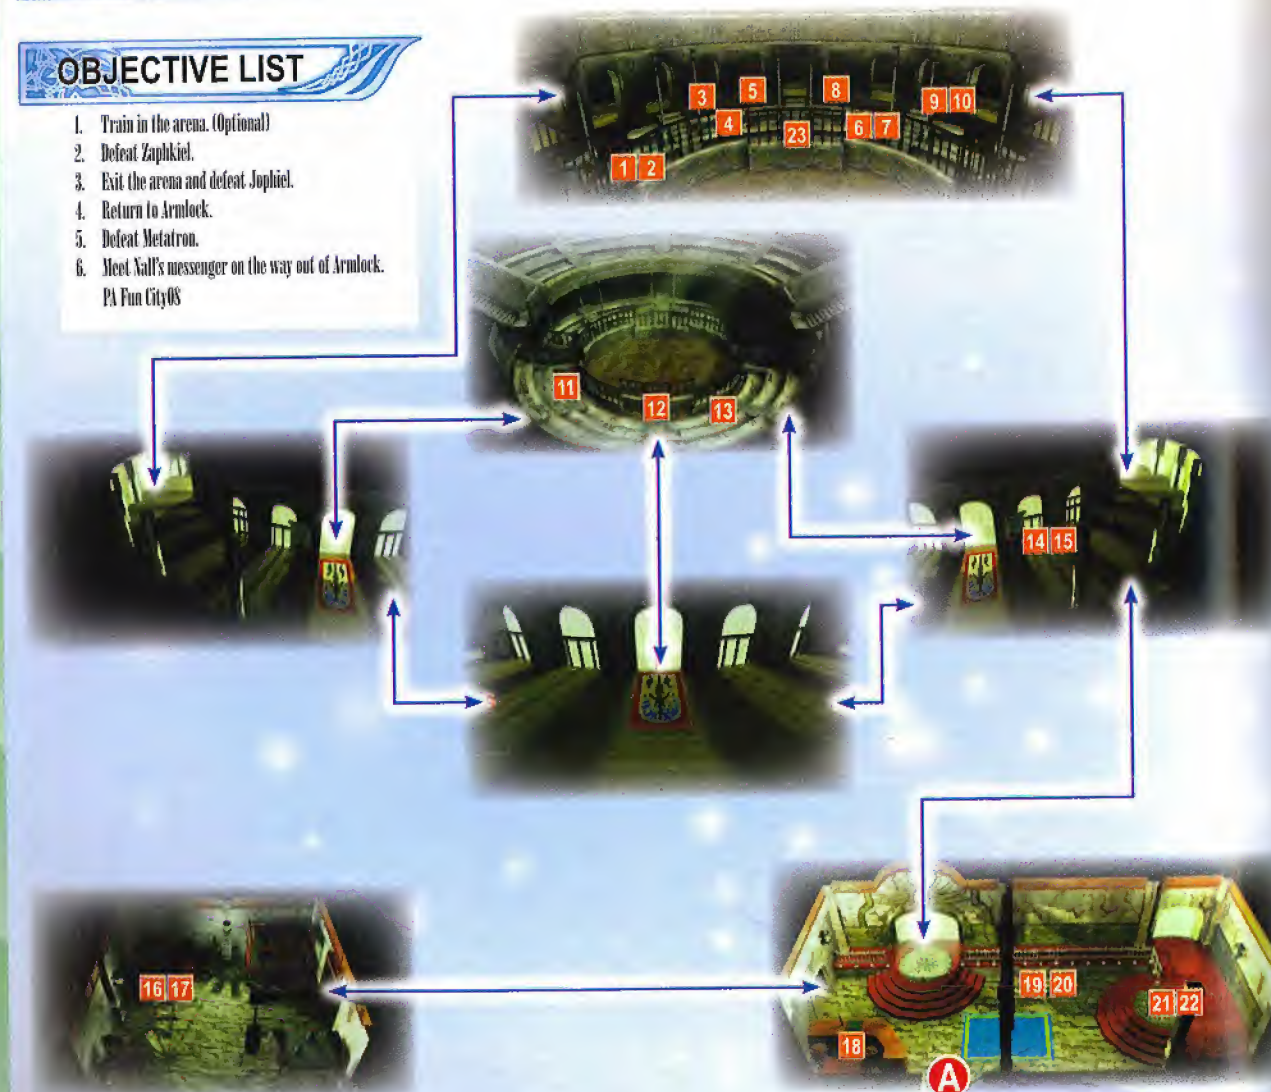 OBJECTIVE LIST
1. Train in the arena. (Optional)
2. Defeat Zaphkiel.
3. Exit the arena and defeat Jophiel.
4. Return to Armlock.
5. Defeat Metatron.
6. Meet Nall's messenger on the way out of Armlock.
PA Fun City08
3 5 8 9 10
4 23 6 7
1 2
11 12 13
14 15
16 17
19 20 21 22
18
A